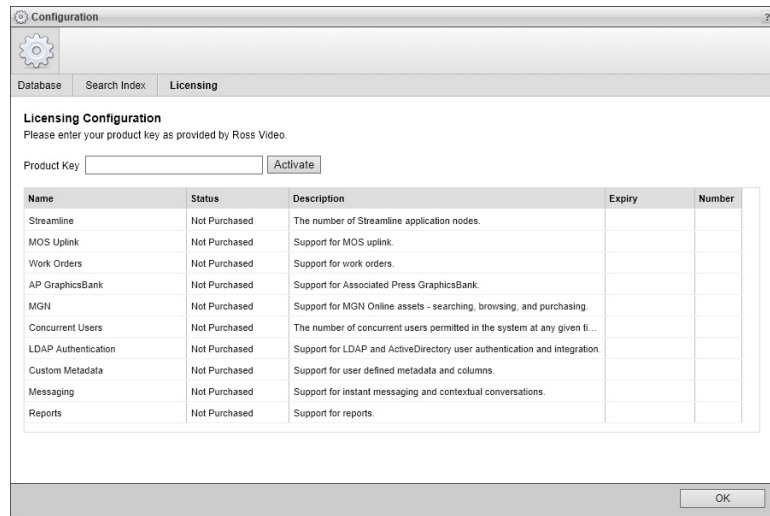 Configuration
?
Database Search Index Licensing
Licensing Configuration
Please enter your product key as provided by Ross Video.
Product Key Activate
Name Status Description Expiry Number
Streamline Not Purchased The number of Streamline application nodes.
MOS Uplink Not Purchased Support for MOS uplink.
Work Orders Not Purchased Support for work orders.
AP GraphicsBank Not Purchased Support for Associated Press GraphicsBank.
MGN Not Purchased Support for MGN Online assets - searching, browsing, and purchasing.
Concurrent Users Not Purchased The number of concurrent users permitted in the system at any given ti...
LDAP Authentication Not Purchased Support for LDAP and ActiveDirectory user authentication and integration.
Custom Metadata Not Purchased Support for user defined metadata and columns.
Messaging Not Purchased Support for instant messaging and contextual conversations.
Reports Not Purchased Support for reports.
OK